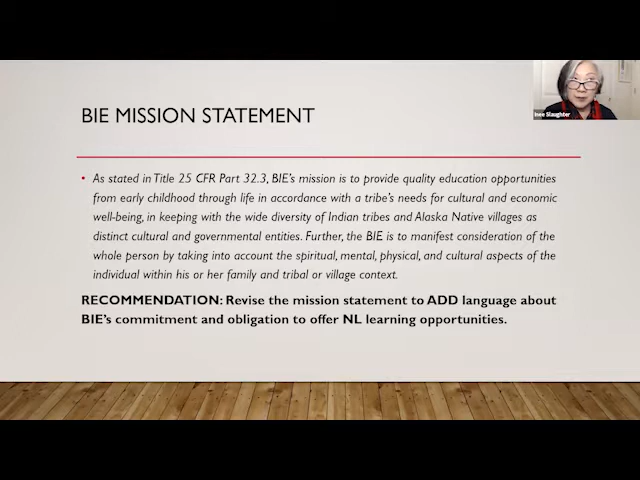 BIE MISSION STATEMENT
Inee Slaughter
• As stated in Title 25 CFR Part 32.3, BIE's mission is to provide quality education opportunities
from early childhood through life in accordance with a tribe's needs for cultural and economic
well-being, in keeping with the wide diversity of Indian tribes and Alaska Native villages as
distinct cultural and governmental entities. Further, the BIE is to manifest consideration of the
whole person by taking into account the spiritual, mental, physical, and cultural aspects of the
individual within his or her family and tribal or village context.
RECOMMENDATION: Revise the mission statement to ADD language about
BIE's commitment and obligation to offer NL learning opportunities.